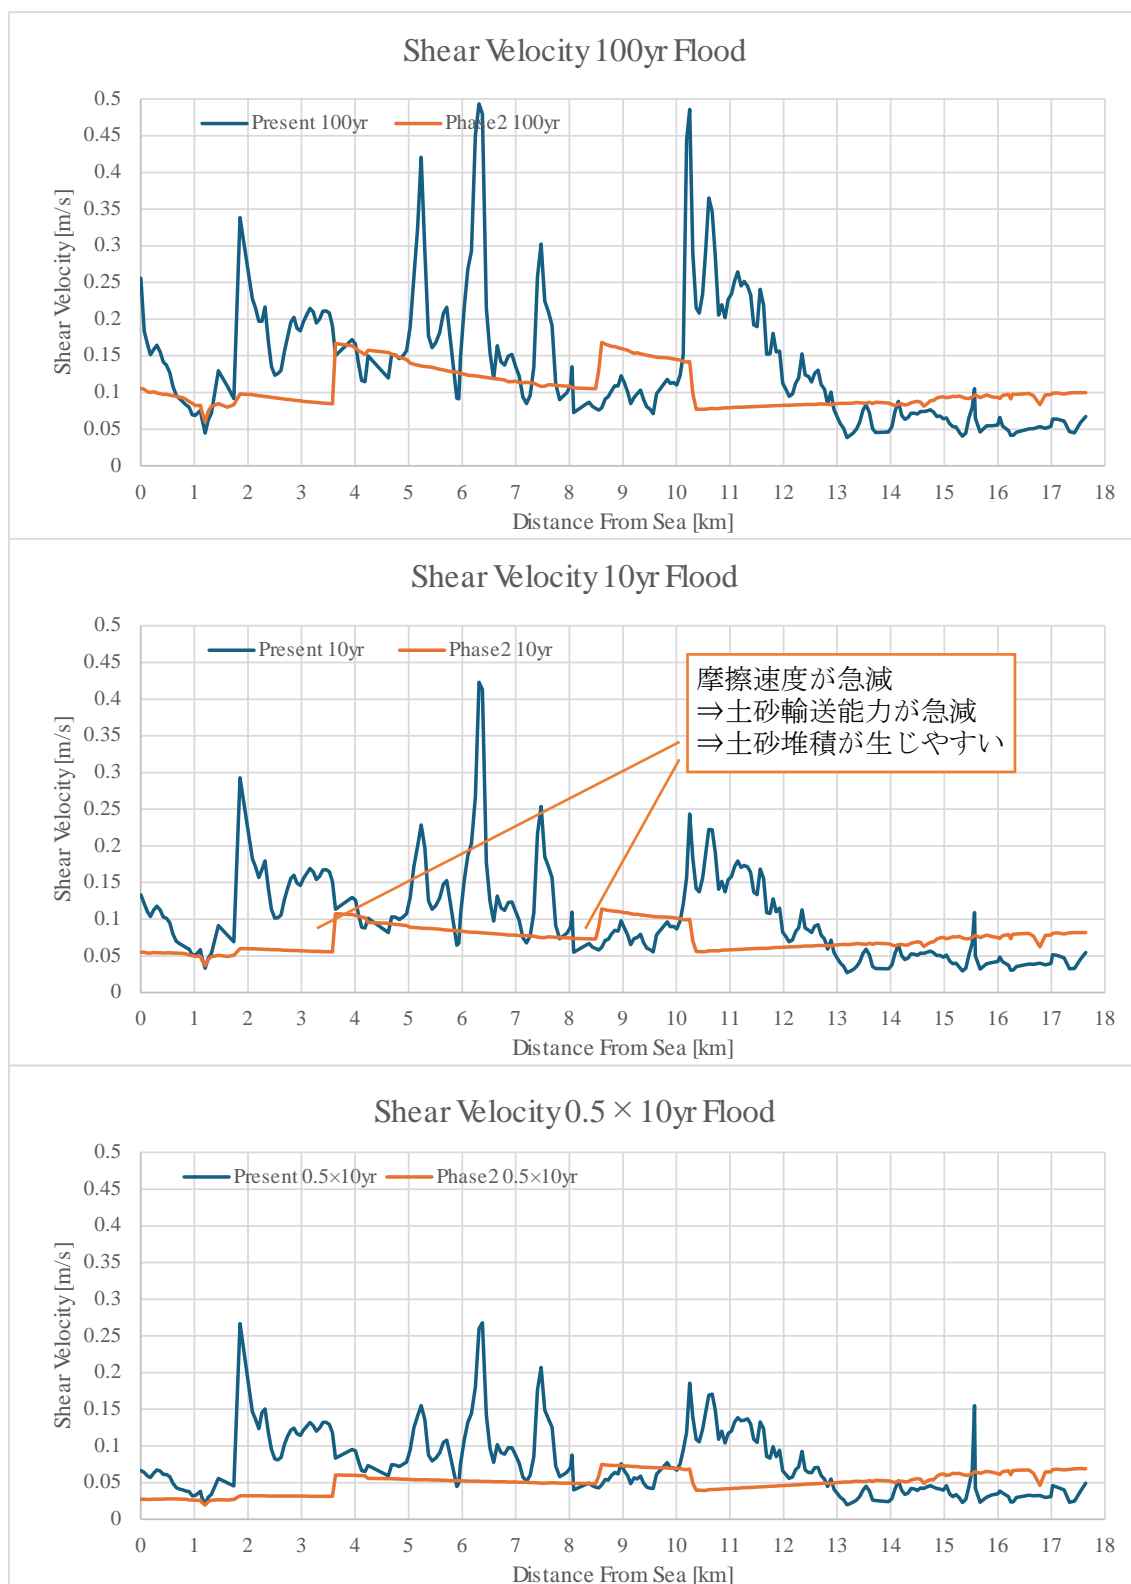 Shear Velocity 100yr Flood
Present 100yr
Phase2 100yr
Shear Velocity [m/s]
0.5
0.45
0.4
0.35
0.3
0.25
0.2
0.15
0.1
0.05
0
0 1 2 3 4 5 6 7 8 9 10 11 12 13 14 15 16 17 18
Distance From Sea [km]
Shear Velocity 10yr Flood
Present 10yr
Phase2 10yr
摩擦速度が急減
⇒土砂輸送能力が急減
⇒土砂堆積が生じやすい
Shear Velocity [m/s]
0.5
0.45
0.4
0.35
0.3
0.25
0.2
0.15
0.1
0.05
0
0 1 2 3 4 5 6 7 8 9 10 11 12 13 14 15 16 17 18
Distance From Sea [km]
Shear Velocity 0.5×10yr Flood
Present 0.5×10yr
Phase2 0.5×10yr
Shear Velocity [m/s]
0.5
0.45
0.4
0.35
0.3
0.25
0.2
0.15
0.1
0.05
0
0 1 2 3 4 5 6 7 8 9 10 11 12 13 14 15 16 17 18
Distance From Sea [km]